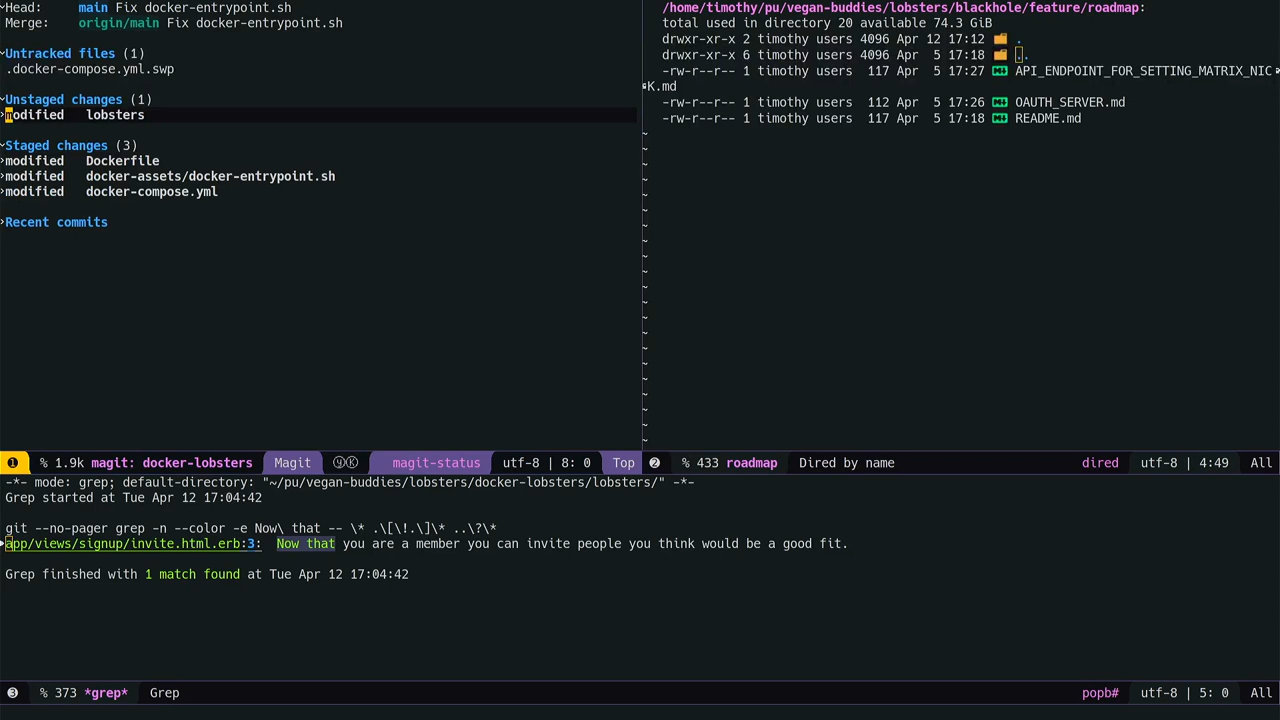 Head:     main Fix docker-entrypoint.sh
Merge:    origin/main Fix docker-entrypoint.sh
Untracked files (1)
.docker-compose.yml.swp
Unstaged changes (1)
modified   lobsters
Staged changes (3)
modified   Dockerfile
modified   docker-assets/docker-entrypoint.sh
modified   docker-compose.yml
Recent commits
❶ % 1.9k magit: docker-lobsters  Magit  ⓨⓀ  magit-status  utf-8 | 8: 0  Top
/home/timothy/pu/vegan-buddies/lobsters/blackhole/feature/roadmap:
total used in directory 20 available 74.3 GiB
drwxr-xr-x 2 timothy users 4096 Apr 12 17:12 .
drwxr-xr-x 6 timothy users 4096 Apr  5 17:18 ..
-rw-r--r-- 1 timothy users  117 Apr  5 17:27 API_ENDPOINT_FOR_SETTING_MATRIX_NIC
K.md
-rw-r--r-- 1 timothy users  112 Apr  5 17:26 OAUTH_SERVER.md
-rw-r--r-- 1 timothy users  117 Apr  5 17:18 README.md
❷ % 433 roadmap  Dired by name  dired  utf-8 | 4:49  All
-*- mode: grep; default-directory: "~/pu/vegan-buddies/lobsters/docker-lobsters/lobsters/" -*-
Grep started at Tue Apr 12 17:04:42
git --no-pager grep -n --color -e Now\ that -- \* .\[\!.\]\* ..\?\*
app/views/signup/invite.html.erb:3:  Now that you are a member you can invite people you think would be a good fit.
Grep finished with 1 match found at Tue Apr 12 17:04:42
❸ % 373 *grep*  Grep  popb#  utf-8 | 5: 0  All